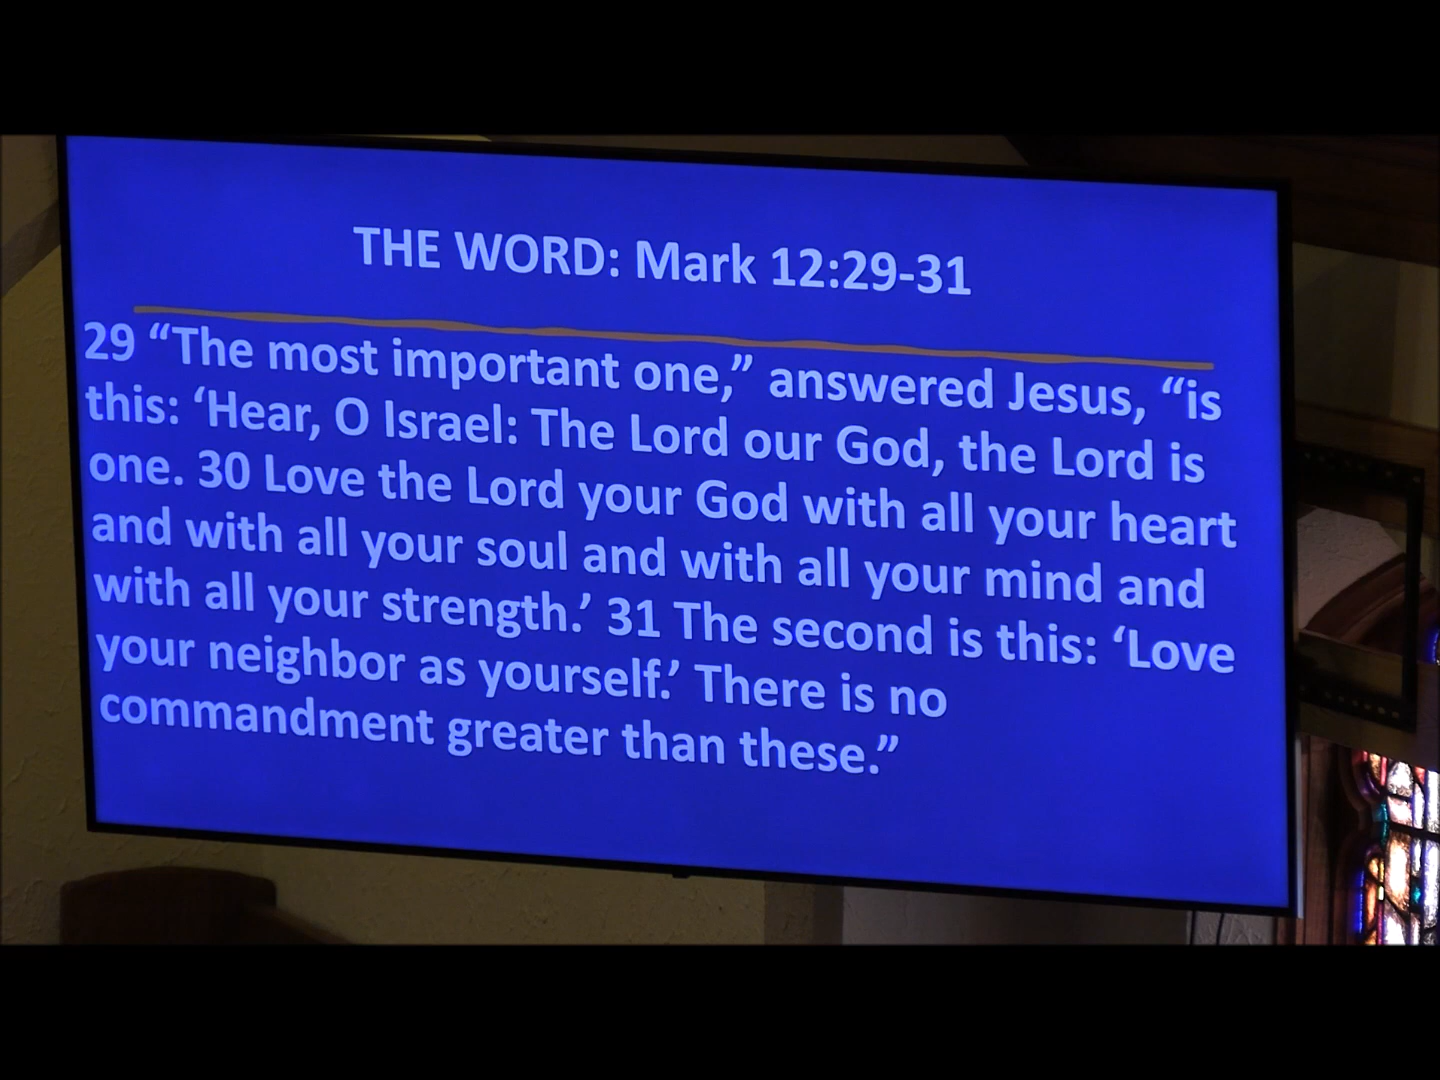 THE WORD: Mark 12:29-31
29 “The most important one,” answered Jesus, “is
this: ‘Hear, O Israel: The Lord our God, the Lord is
one. 30 Love the Lord your God with all your heart
and with all your soul and with all your mind and
with all your strength.’ 31 The second is this: ‘Love
your neighbor as yourself.’ There is no
commandment greater than these.”